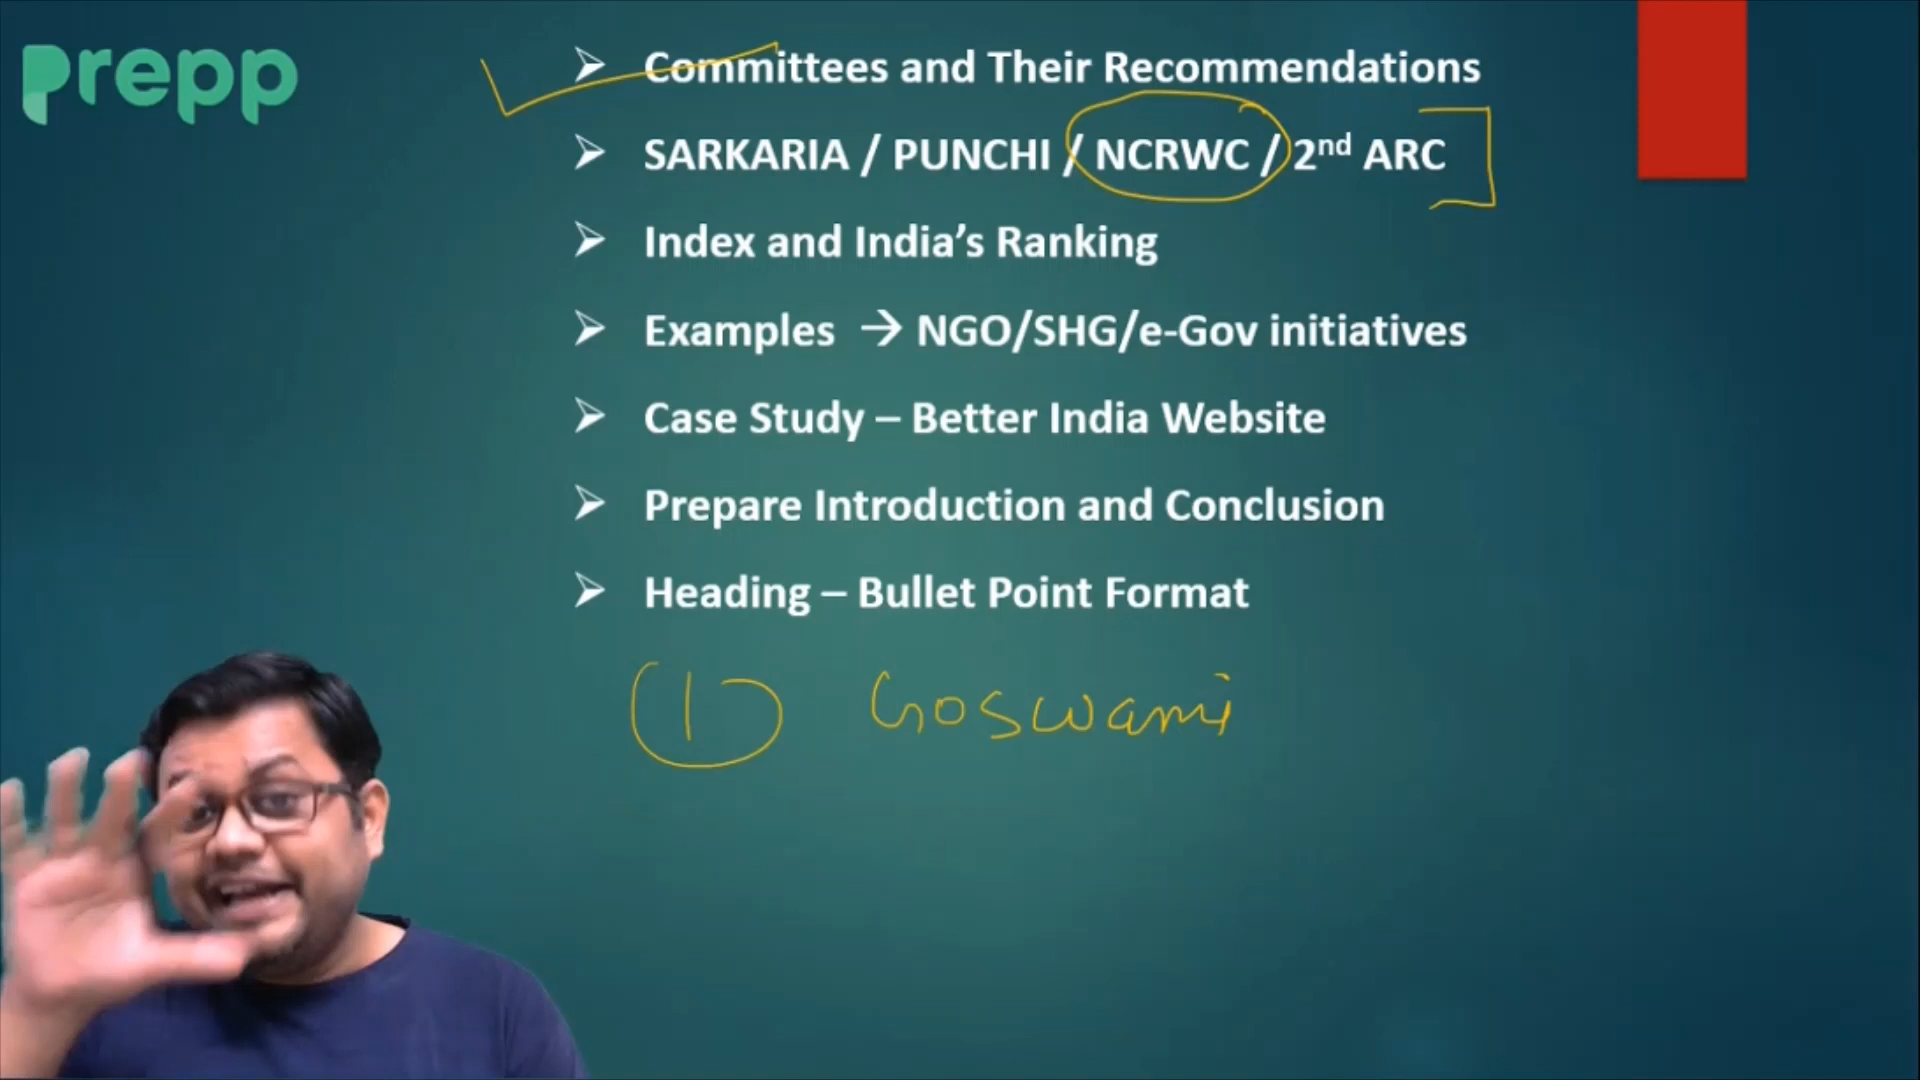 prepp
➤ Committees and Their Recommendations
➤ SARKARIA / PUNCHI / NCRWC / 2nd ARC
➤ Index and India’s Ranking
➤ Examples → NGO/SHG/e-Gov initiatives
➤ Case Study – Better India Website
➤ Prepare Introduction and Conclusion
➤ Heading – Bullet Point Format
1 Goswami